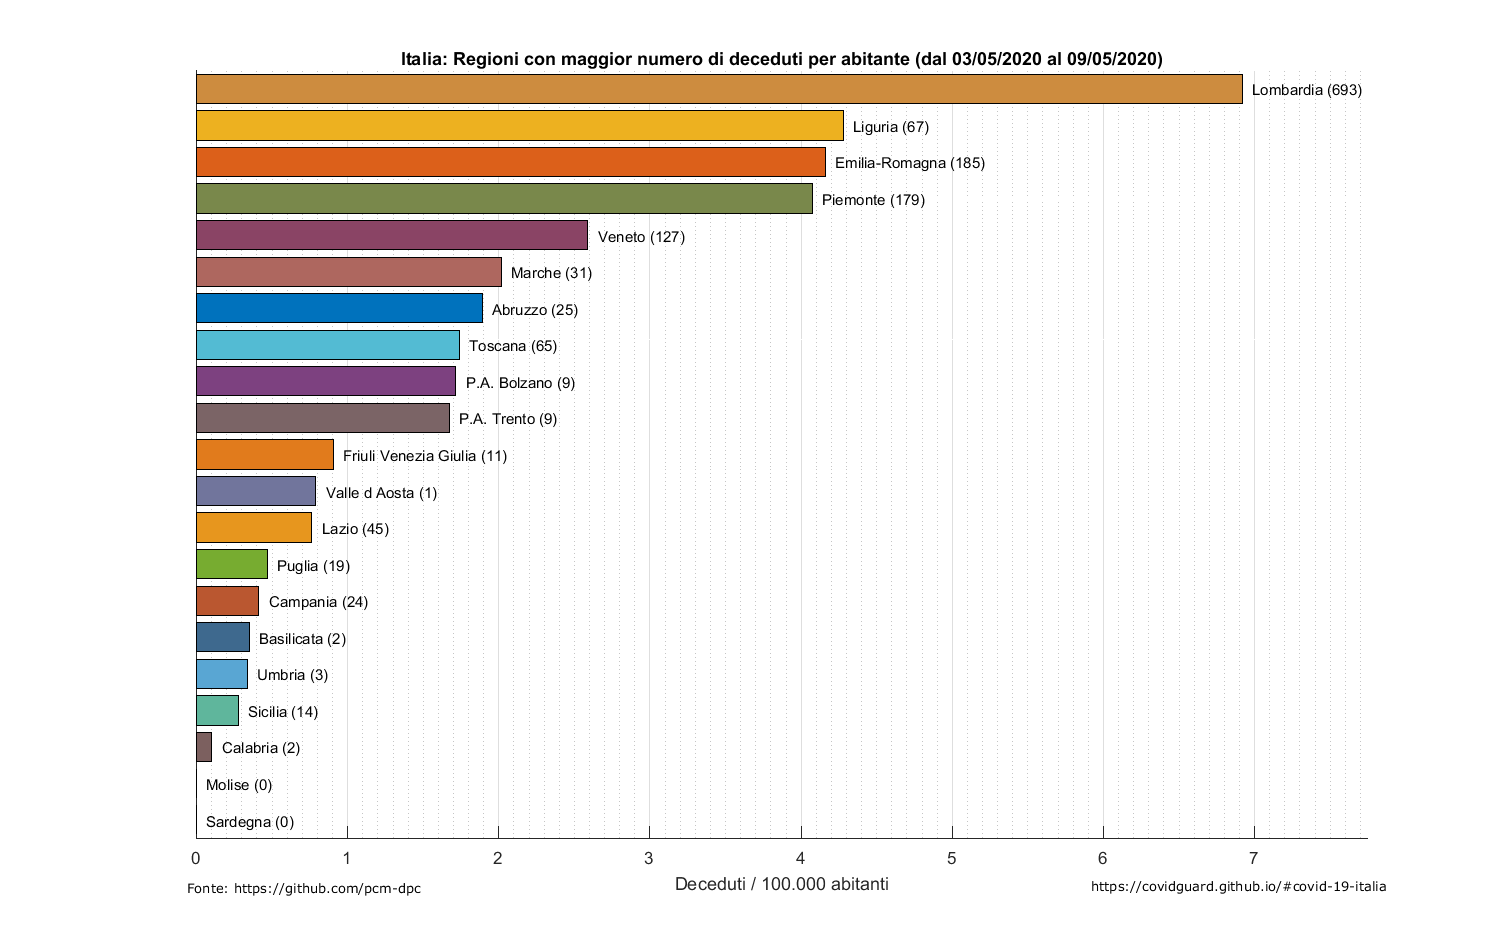 Italia: Regioni con maggior numero di deceduti per abitante (dal 03/05/2020 al 09/05/2020)
Lombardia (693)
Liguria (67)
Emilia-Romagna (185)
Piemonte (179)
Veneto (127)
Marche (31)
Abruzzo (25)
Toscana (65)
P.A. Bolzano (9)
P.A. Trento (9)
Friuli Venezia Giulia (11)
Valle d Aosta (1)
Lazio (45)
Puglia (19)
Campania (24)
Basilicata (2)
Umbria (3)
Sicilia (14)
Calabria (2)
Molise (0)
Sardegna (0)
0 1 2 3 4 5 6 7
Deceduti / 100.000 abitanti
Fonte: https://github.com/pcm-dpc
https://covidguard.github.io/#covid-19-italia